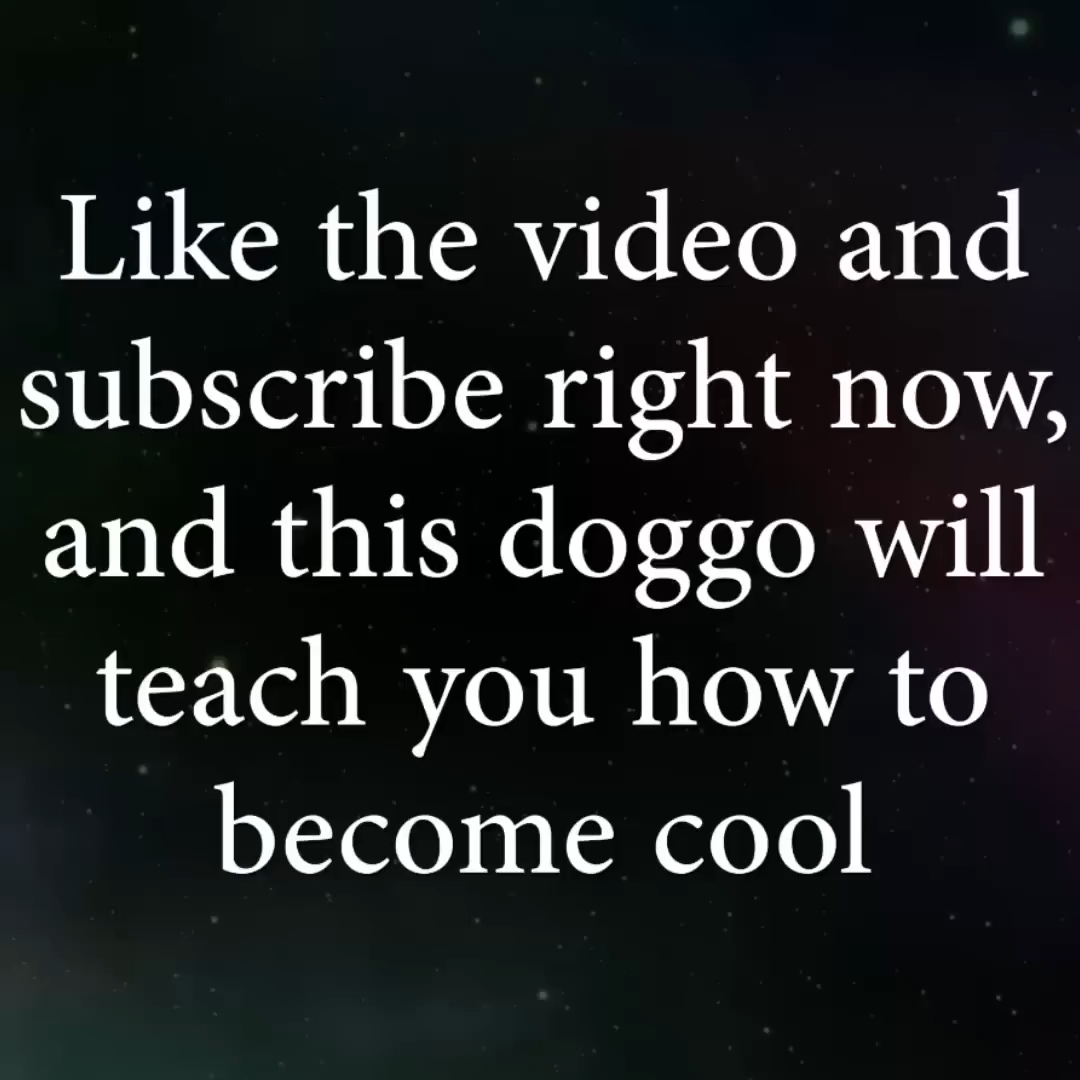 Like the video and
subscribe right now,
and this doggo will
teach you how to
become cool